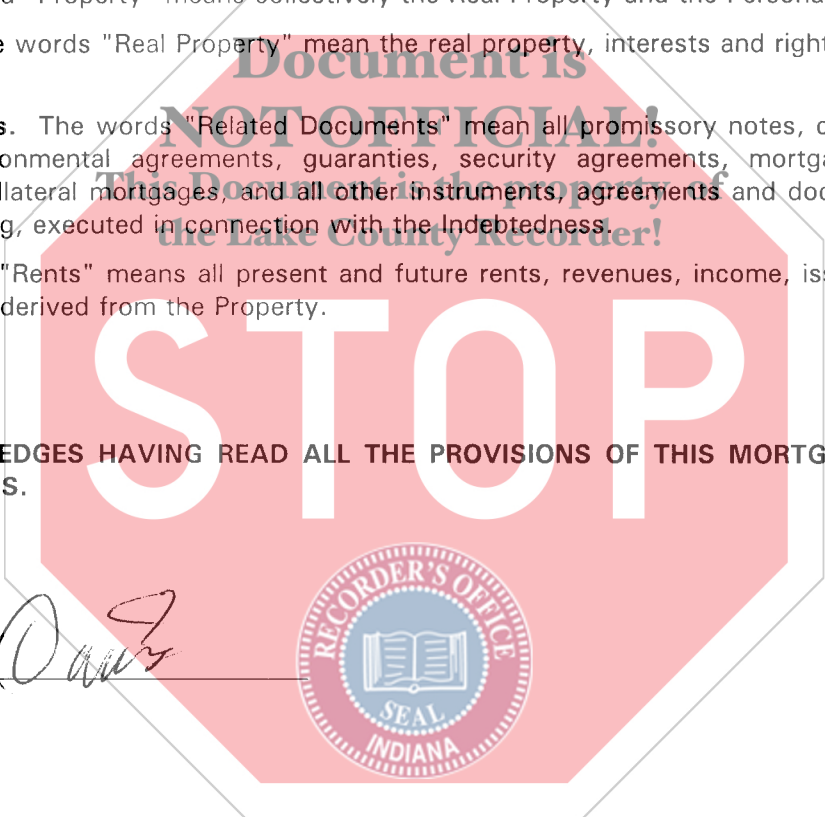 "Property" means collectively the Real Property and the Persona
words "Real Property" mean the real property, interests and right
Document is
NOT OFFICIAL!
This Document is the property of
the Lake County Recorder!
s. The words "Related Documents" mean all promissory notes, c
onmental agreements, guaranties, security agreements, mortga
llateral mortgages, and all other instruments, agreements and doc
g, executed in connection with the Indebtedness.
"Rents" means all present and future rents, revenues, income, iss
derived from the Property.
STOP
EDGES HAVING READ ALL THE PROVISIONS OF THIS MORTG
S.
RECORDER'S OFFICE
SEAL
INDIANA